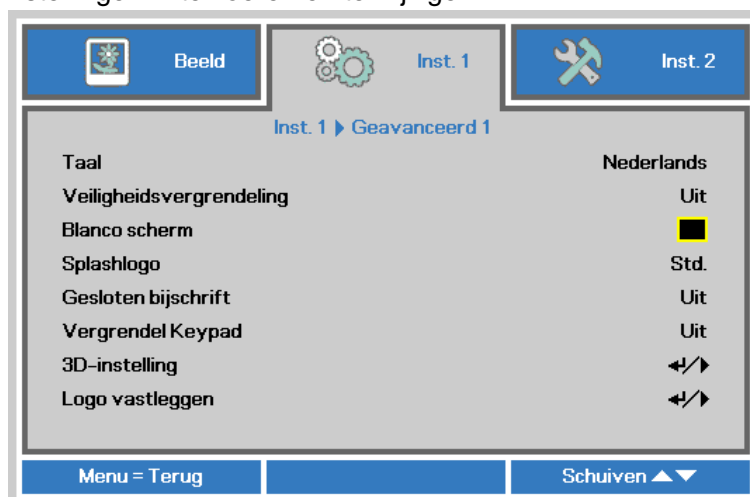 Beeld
Inst. 1
Inst. 2
Inst. 1 Geavanceerd 1
Taal Nederlands
Veiligheidsvergrendeling Uit
Blanco scherm
Splashlogo Std.
Gesloten bijschrift Uit
Vergrendel Keypad Uit
3D-instelling /
Logo vastleggen /
Menu = Terug
Schuiven